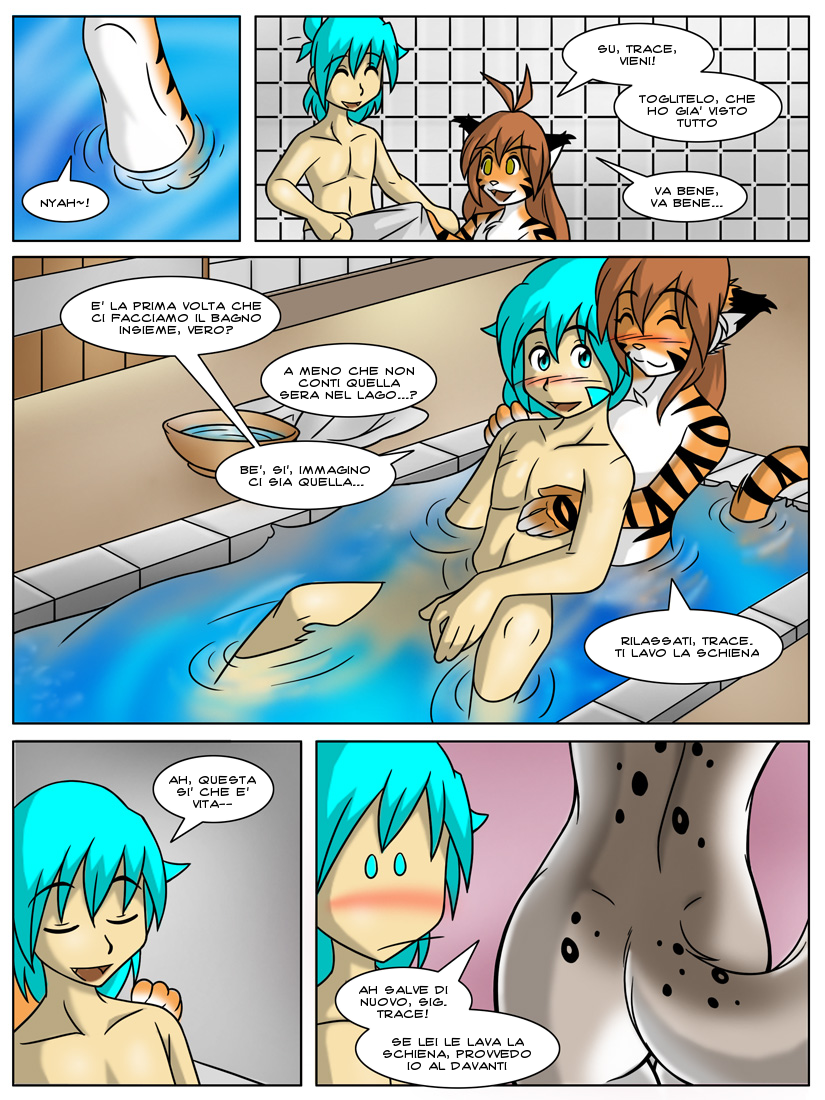 NYAH~!
SU, TRACE,
VIENI!
TOGLITELO, CHE
HO GIA' VISTO
TUTTO
VA BENE,
VA BENE...
E' LA PRIMA VOLTA CHE
CI FACCIAMO IL BAGNO
INSIEME, VERO?
A MENO CHE NON
CONTI QUELLA
SERA NEL LAGO...?
BE', SI', IMMAGINO
CI SIA QUELLA...
RILASSATI, TRACE.
TI LAVO LA SCHIENA
AH, QUESTA
SI' CHE E'
VITA--
AH SALVE DI
NUOVO, SIG.
TRACE!
SE LEI LE LAVA LA
SCHIENA, PROVVEDO
IO AL DAVANTI